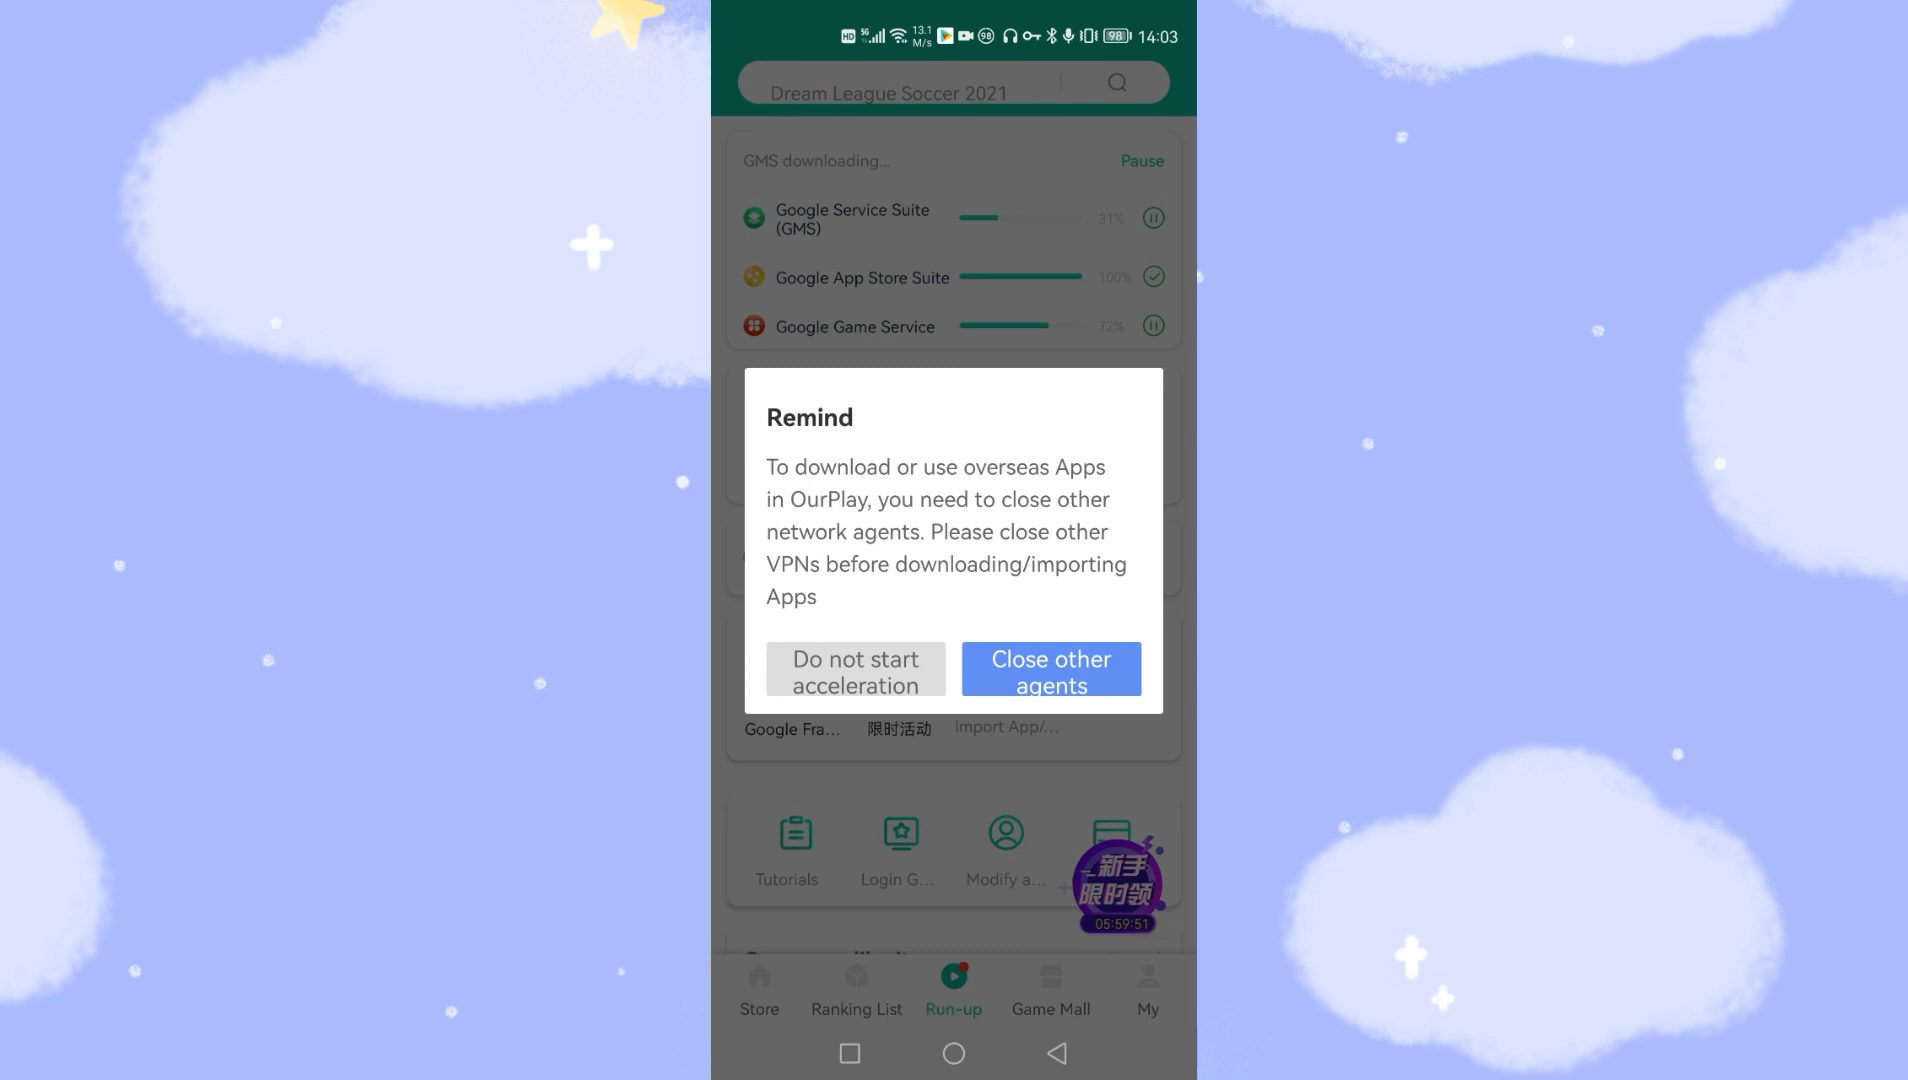 HD 5G 13.1 M/s 98 98 14:03
Dream League Soccer 2021
GMS downloading...
Pause
Google Service Suite
(GMS)
31%
Google App Store Suite
100%
Google Game Service
72%
Remind
To download or use overseas Apps
in OurPlay, you need to close other
network agents. Please close other
VPNs before downloading/importing
Apps
Do not start
acceleration
Close other
agents
Google Fra...
限时活动
Import App/...
Tutorials
Login G...
Modify a...
新手
限时领
05:59:51
Store
Ranking List
Run-up
Game Mall
My